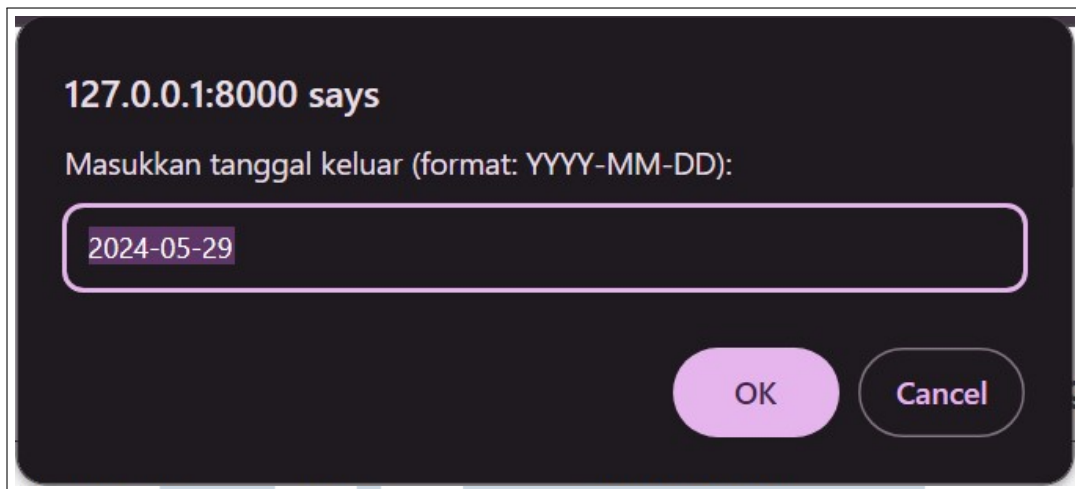 127.0.0.1:8000 says
Masukkan tanggal keluar (format: YYYY-MM-DD):
2024-05-29
OK
Cancel